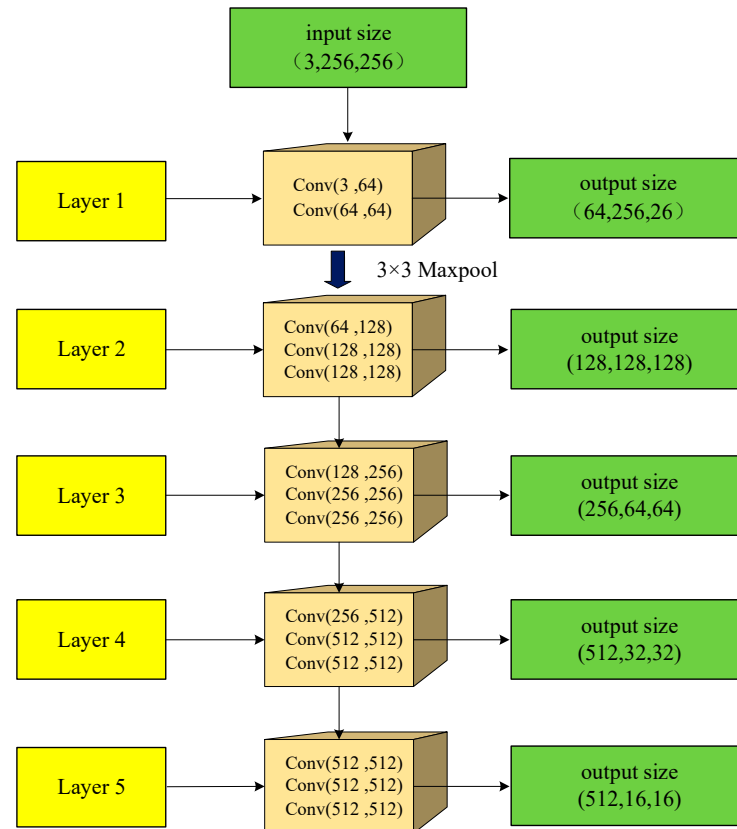 input size
（3,256,256）
Layer 1
Conv(3 ,64)
Conv(64 ,64)
output size
（64,256,26）
3×3 Maxpool
Layer 2
Conv(64 ,128)
Conv(128 ,128)
Conv(128 ,128)
output size
(128,128,128)
Layer 3
Conv(128 ,256)
Conv(256 ,256)
Conv(256 ,256)
output size
(256,64,64)
Layer 4
Conv(256 ,512)
Conv(512 ,512)
Conv(512 ,512)
output size
(512,32,32)
Layer 5
Conv(512 ,512)
Conv(512 ,512)
Conv(512 ,512)
output size
(512,16,16)